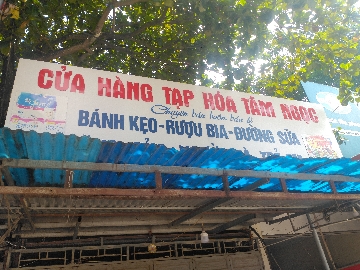 CỬA HÀNG TẠP HÓA TÂM NGỌC
Chuyên bán buôn bán lẻ
BÁNH KẸO-RƯỢU BIA-ĐƯỜNG SỮA